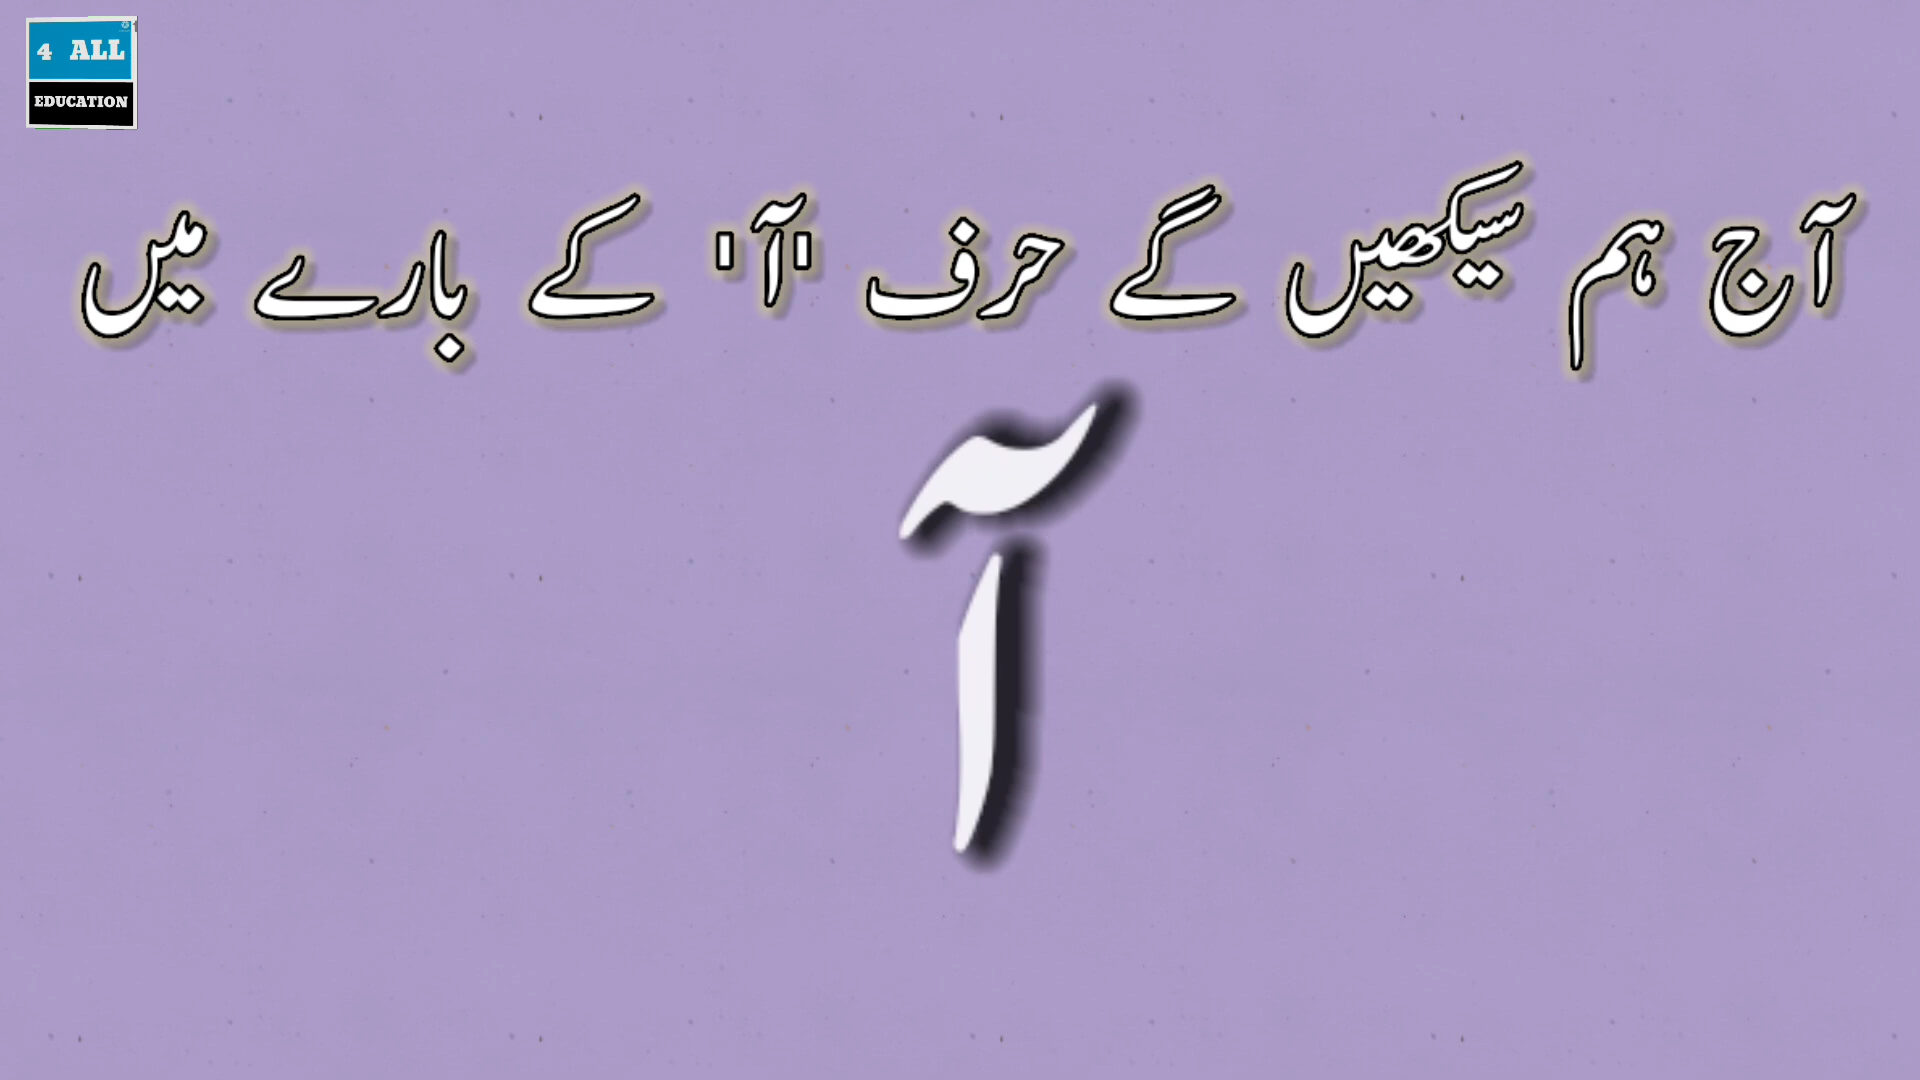 4 ALL
EDUCATION
آج ہم سیکھیں گے حرف 'آ' کے بارے میں
آ